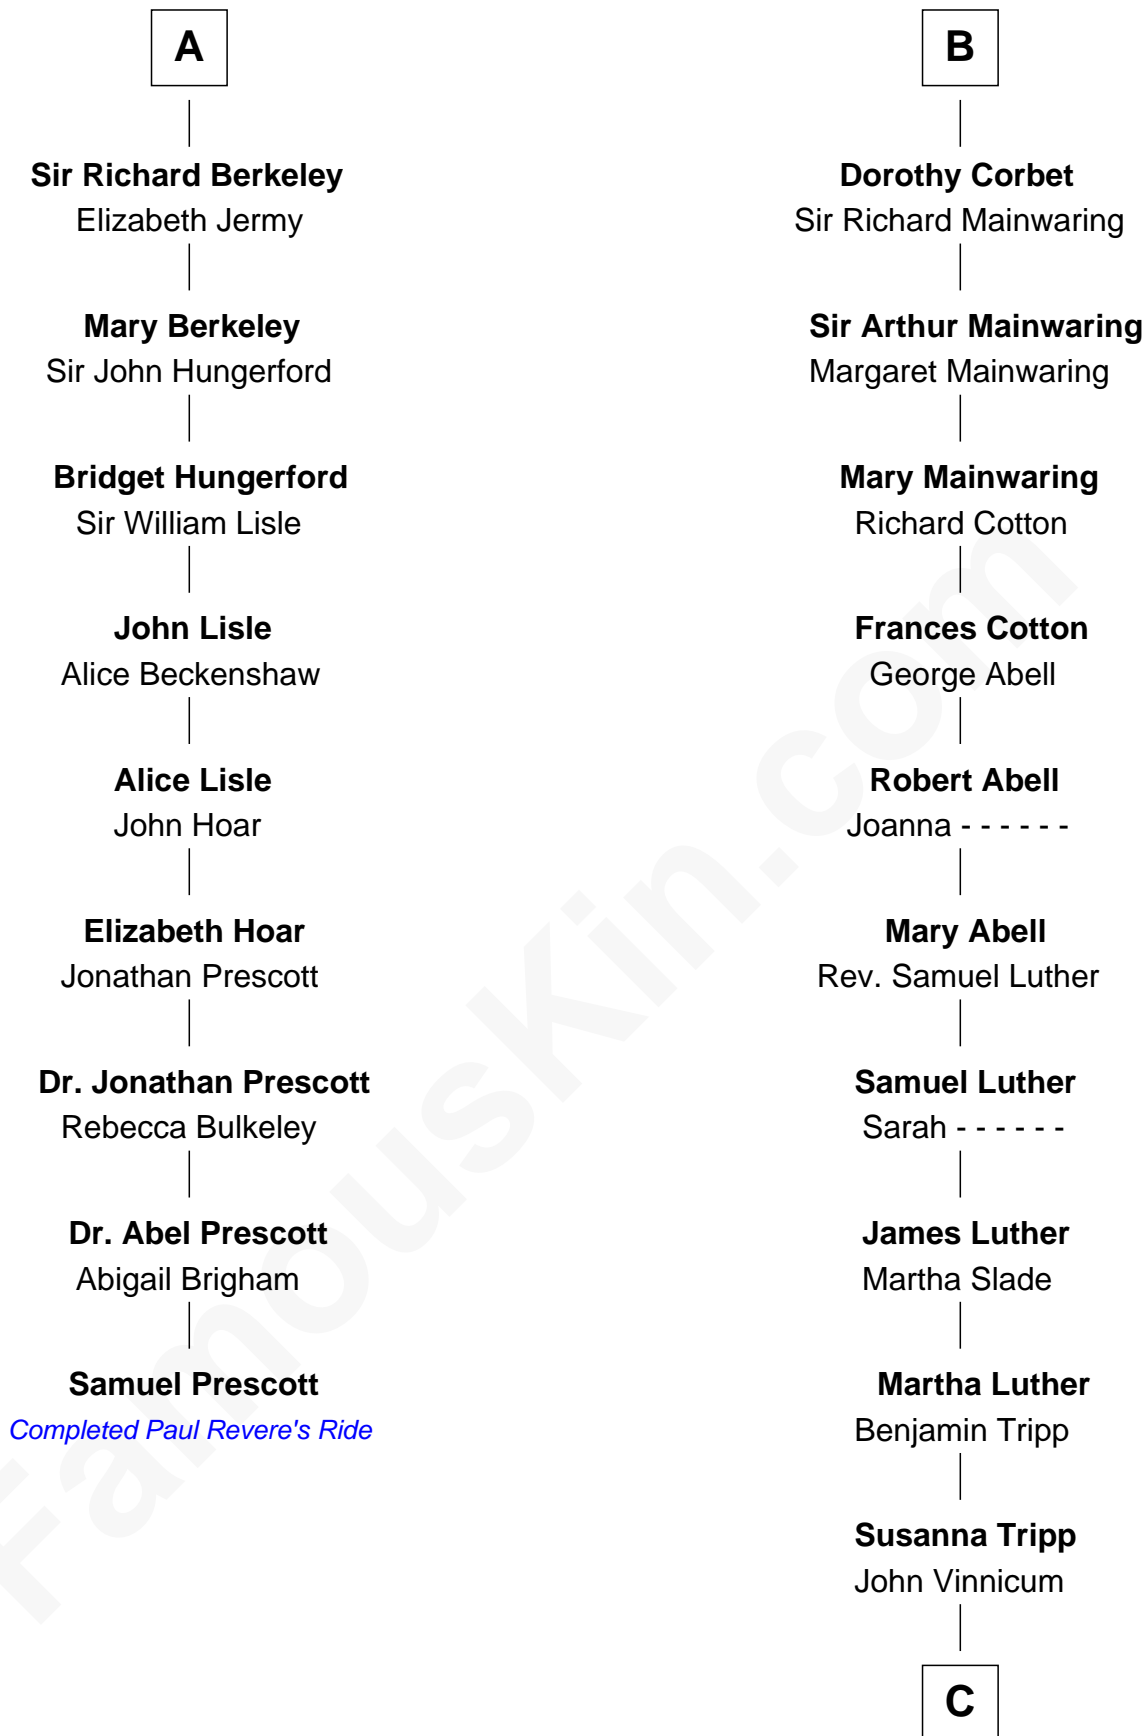 A
Sir Richard Berkeley
Elizabeth Jermy
Mary Berkeley
Sir John Hungerford
Bridget Hungerford
Sir William Lisle
John Lisle
Alice Beckenshaw
Alice Lisle
John Hoar
Elizabeth Hoar
Jonathan Prescott
Dr. Jonathan Prescott
Rebecca Bulkeley
Dr. Abel Prescott
Abigail Brigham
Samuel Prescott
Completed Paul Revere's Ride
B
Dorothy Corbet
Sir Richard Mainwaring
Sir Arthur Mainwaring
Margaret Mainwaring
Mary Mainwaring
Richard Cotton
Frances Cotton
George Abell
Robert Abell
Joanna - - - - - -
Mary Abell
Rev. Samuel Luther
Samuel Luther
Sarah - - - - - -
James Luther
Martha Slade
Martha Luther
Benjamin Tripp
Susanna Tripp
John Vinnicum
C
FamousKin.com